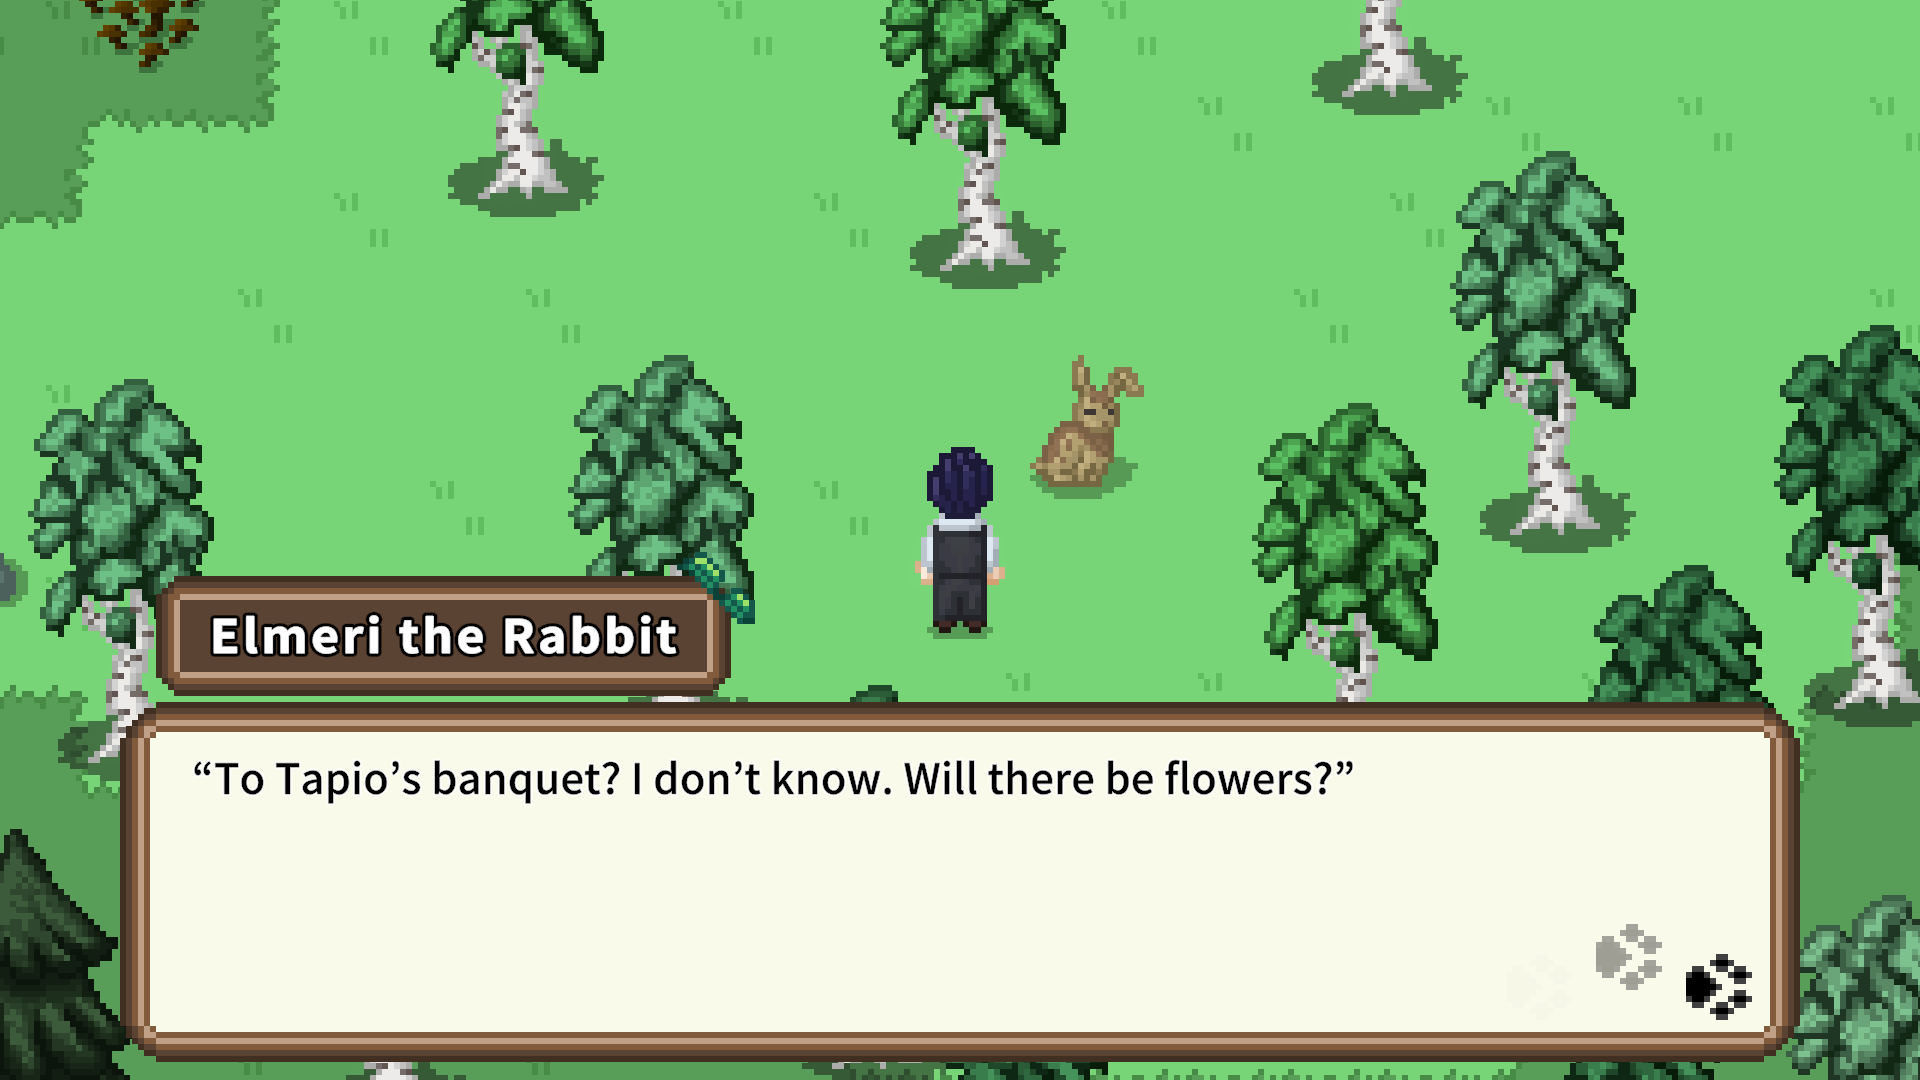 Elmeri the Rabbit
“To Tapio’s banquet? I don’t know. Will there be flowers?”